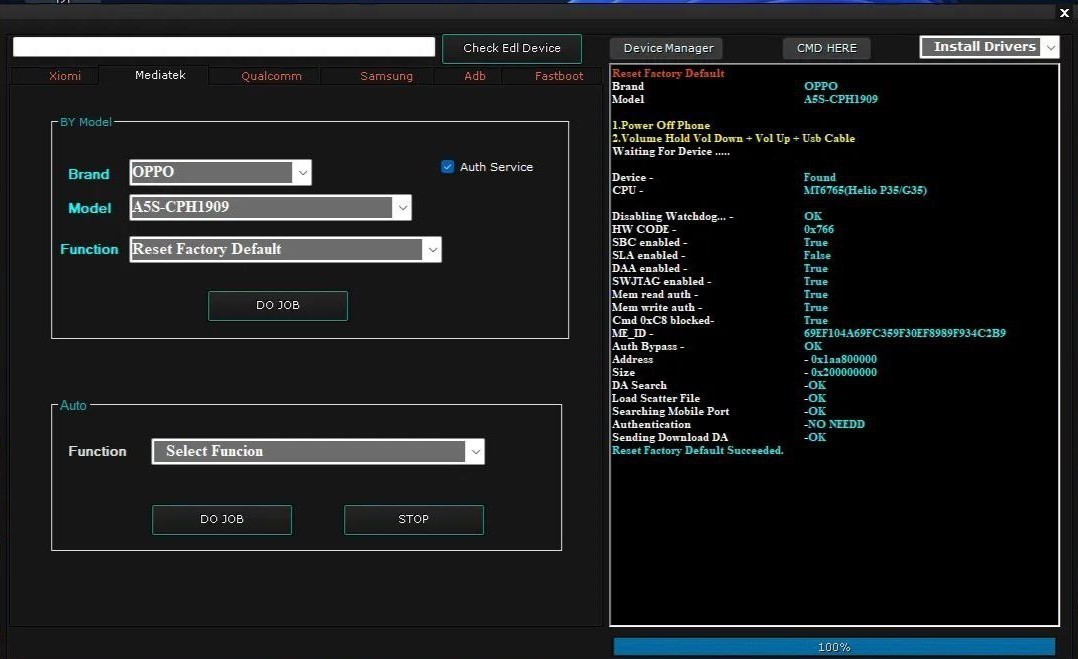 X
Check Edl Device
Device Manager
CMD HERE
Install Drivers
Xiomi
Mediatek
Qualcomm
Samsung
Adb
Fastboot
BY Model
Brand
OPPO
Auth Service
Model
A5S-CPH1909
Function
Reset Factory Default
DO JOB
Auto
Function
Select Funcion
DO JOB
STOP
Reset Factory Default
Brand OPPO
Model A5S-CPH1909
1.Power Off Phone
2.Volume Hold Vol Down + Vol Up + Usb Cable
Waiting For Device .....
Device - Found
CPU - MT6765(Helio P35/G35)
Disabling Watchdog... - OK
HW CODE - 0x766
SBC enabled - True
SLA enabled - False
DAA enabled - True
SWJTAG enabled - True
Mem read auth - True
Mem write auth - True
Cmd 0xC8 blocked- True
ME_ID - 69EF104A69FC359F30EF8989F934C2B9
Auth Bypass - OK
Address - 0x1aa800000
Size - 0x200000000
DA Search -OK
Load Scatter File -OK
Searching Mobile Port -OK
Authentication -NO NEEDD
Sending Download DA -OK
Reset Factory Default Succeeded.
100%